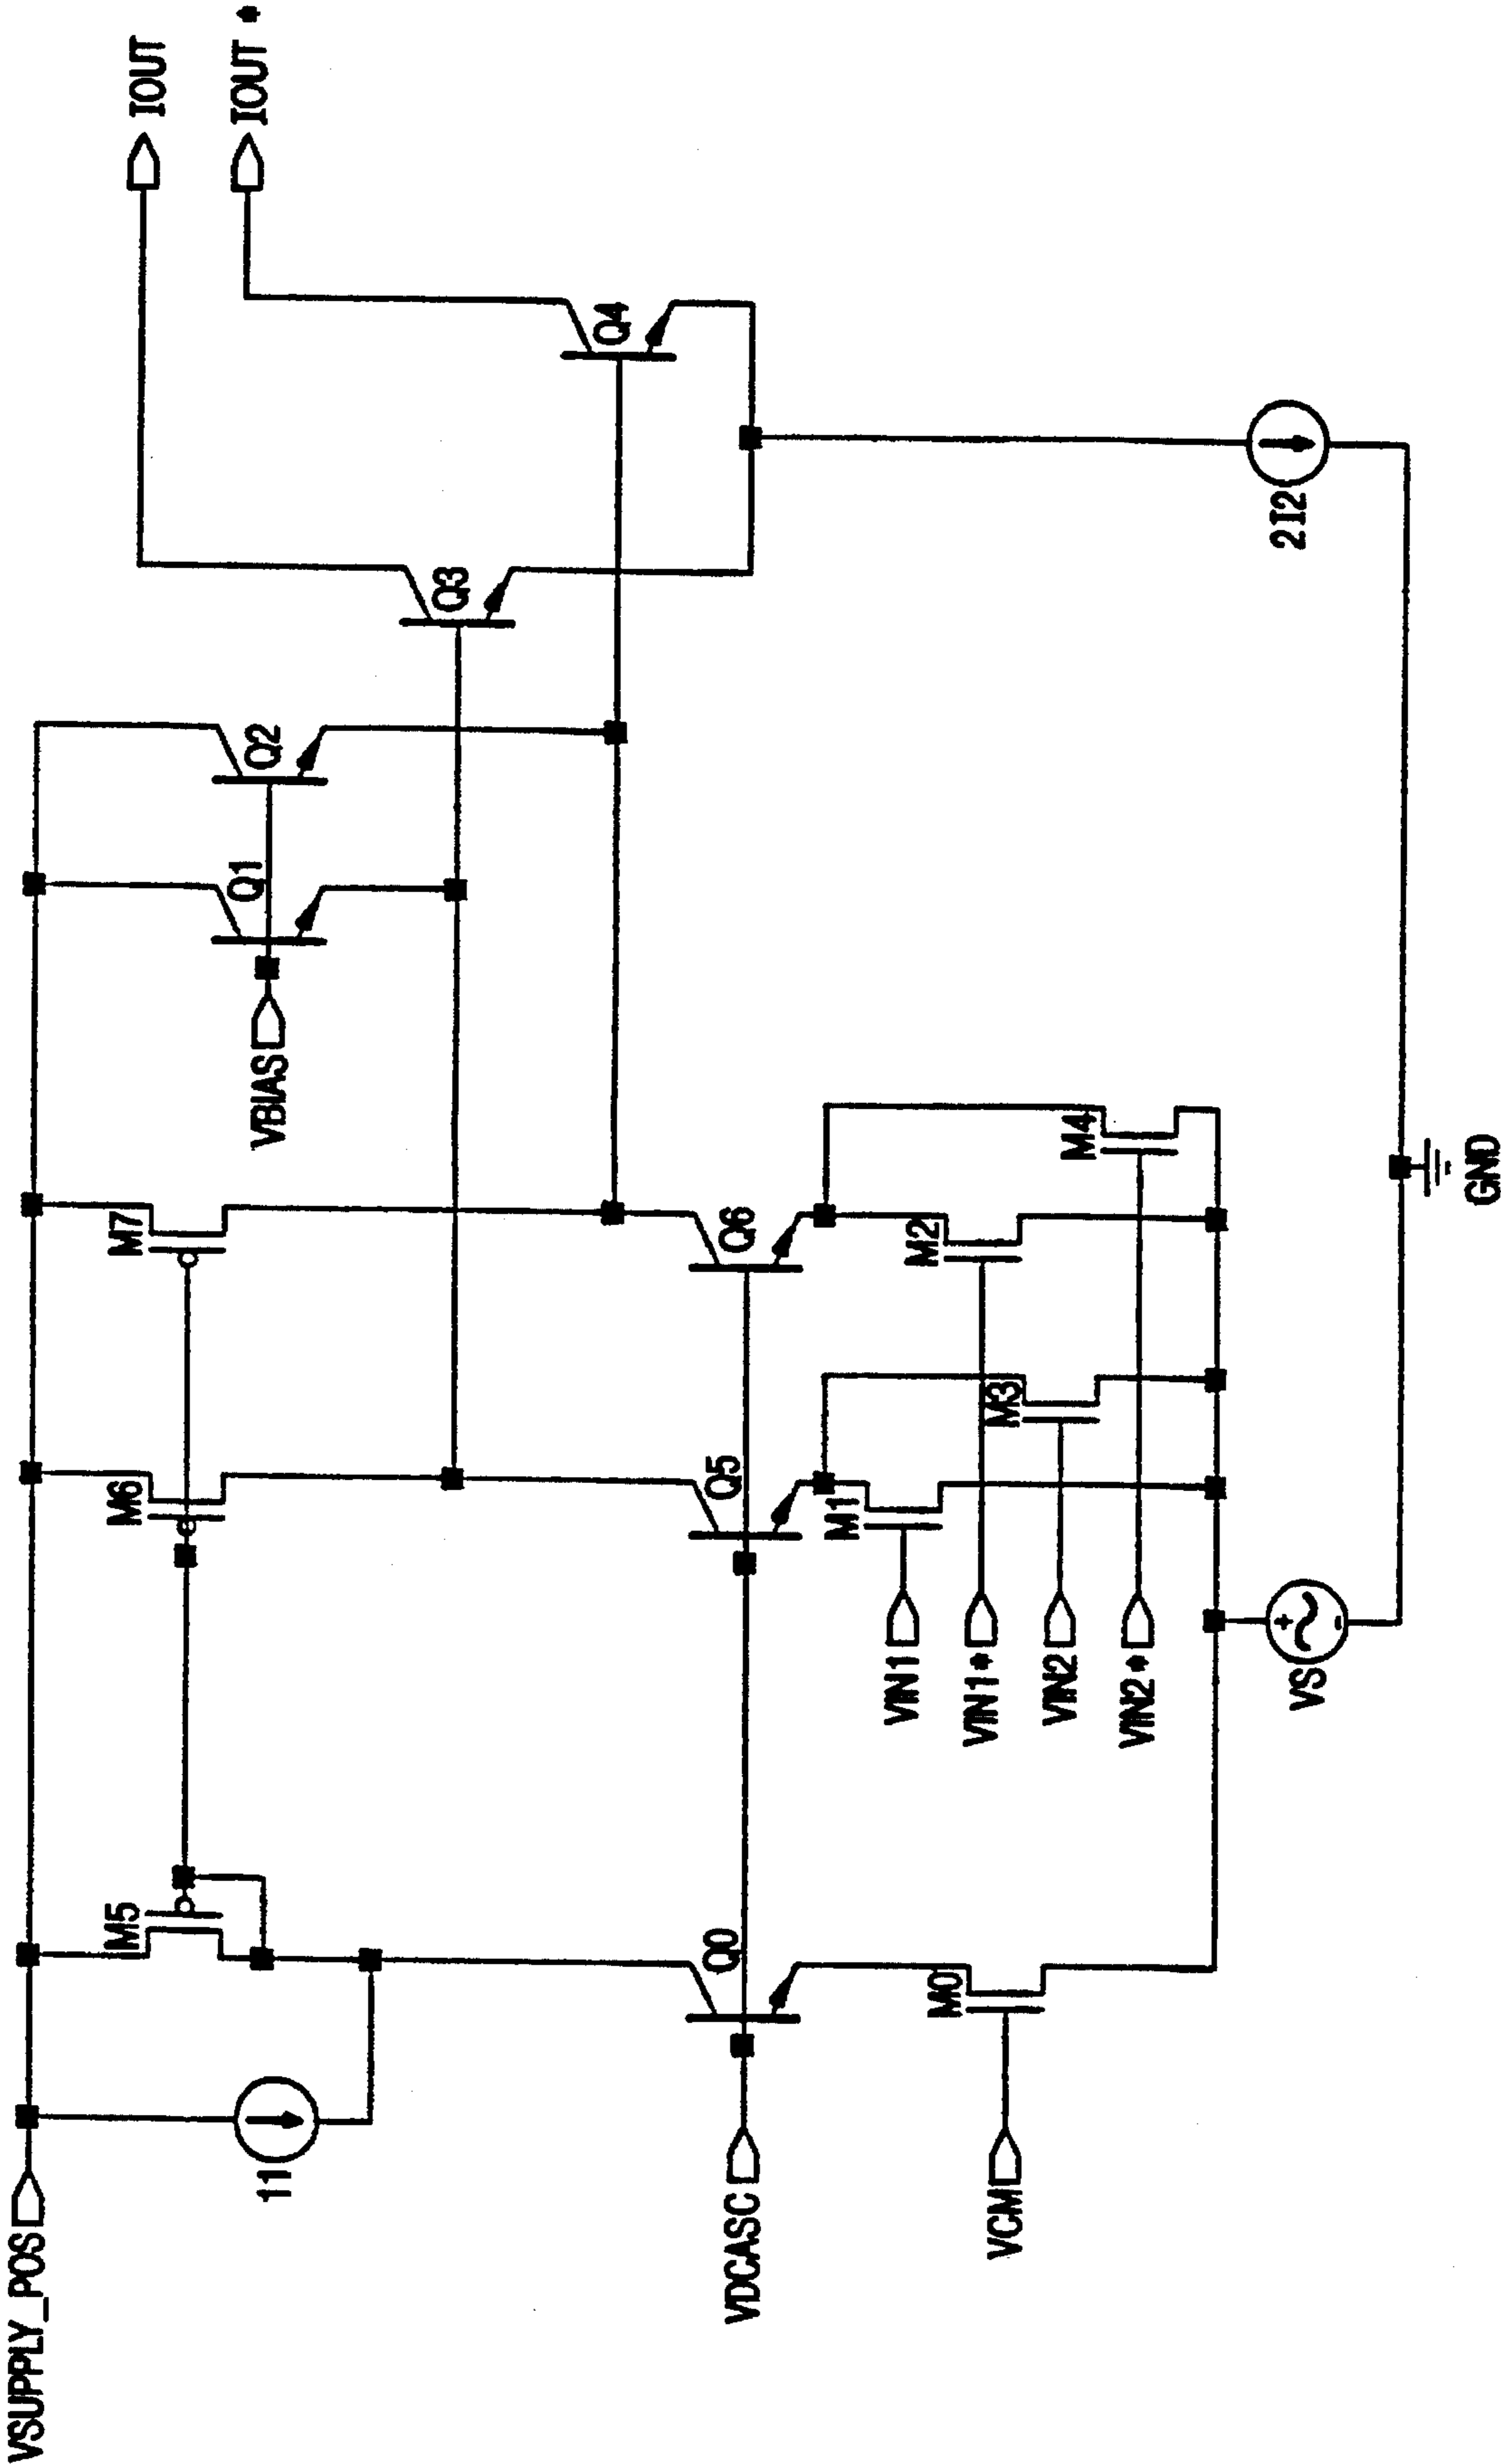 VSUPPLY_POS
11
M5
M6
M7
VBIAS
Q1
Q2
IOUT
IOUT *
Q3
Q4
VDCASC
Q0
Q5
Q6
VCM
M0
VIN1
VIN1*
VIN2
VIN2*
M1
M3
M2
M4
VS
GND
2I2